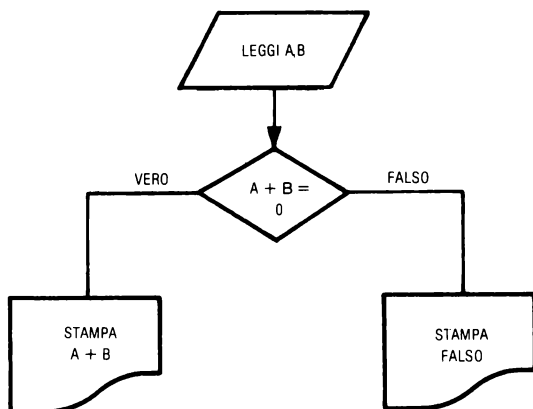 LEGGI A,B
VERO
A + B =
0
FALSO
STAMPA
A + B
STAMPA
FALSO